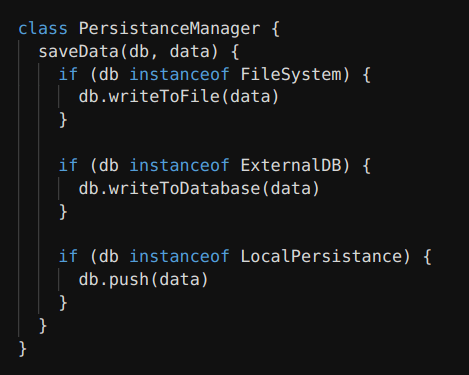 class PersistanceManager {
  saveData(db, data) {
    if (db instanceof FileSystem) {
      db.writeToFile(data)
    }

    if (db instanceof ExternalDB) {
      db.writeToDatabase(data)
    }

    if (db instanceof LocalPersistance) {
      db.push(data)
    }
  }
}